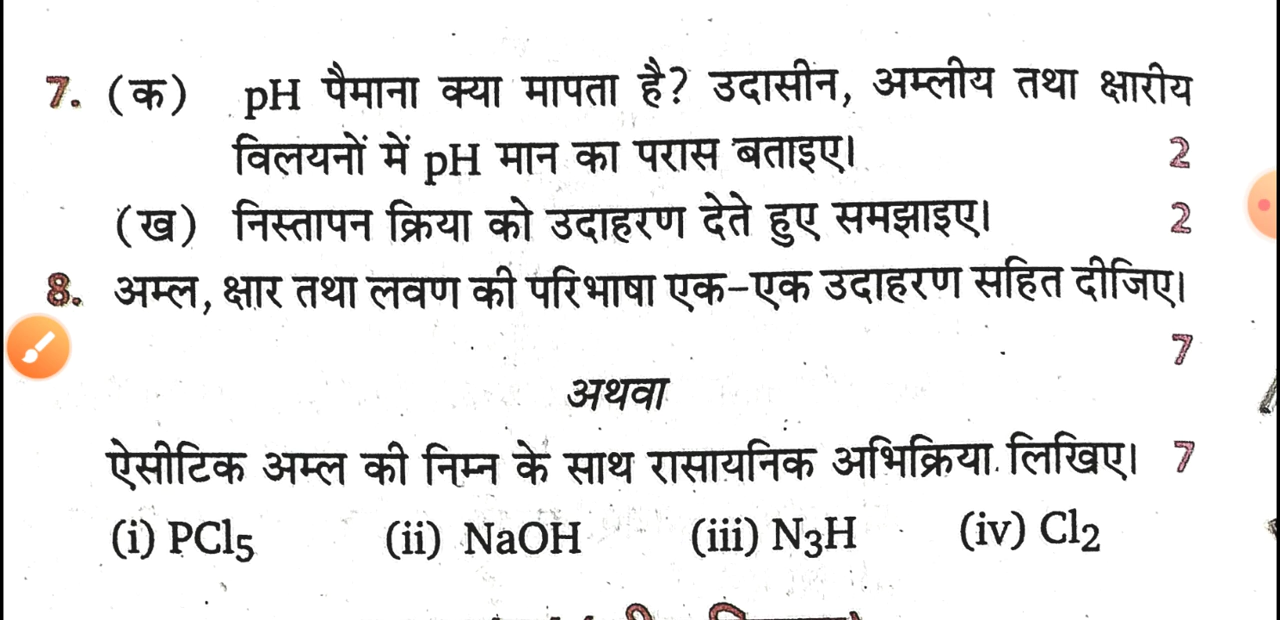 7. (क) pH पैमाना क्या मापता है? उदासीन, अम्लीय तथा क्षारीय
विलयनों में pH मान का परास बताइए। 2
(ख) निस्तापन क्रिया को उदाहरण देते हुए समझाइए। 2
8. अम्ल, क्षार तथा लवण की परिभाषा एक-एक उदाहरण सहित दीजिए।
7
अथवा
ऐसीटिक अम्ल की निम्न के साथ रासायनिक अभिक्रिया लिखिए। 7
(i) PCl5 (ii) NaOH (iii) N3H (iv) Cl2